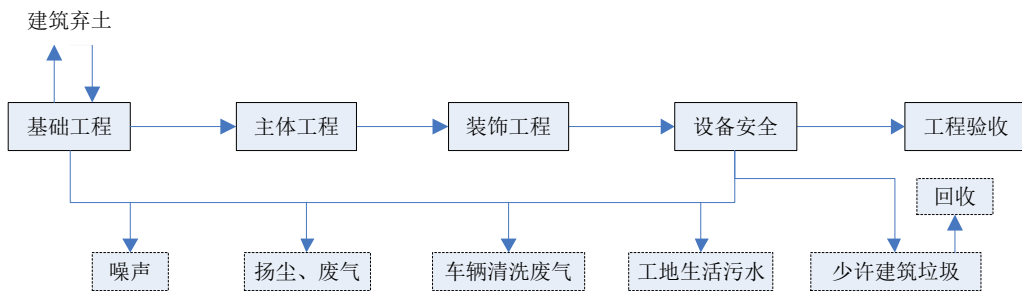 建筑弃土
基础工程
主体工程
装饰工程
设备安全
工程验收
回收
噪声
扬尘、废气
车辆清洗废气
工地生活污水
少许建筑垃圾